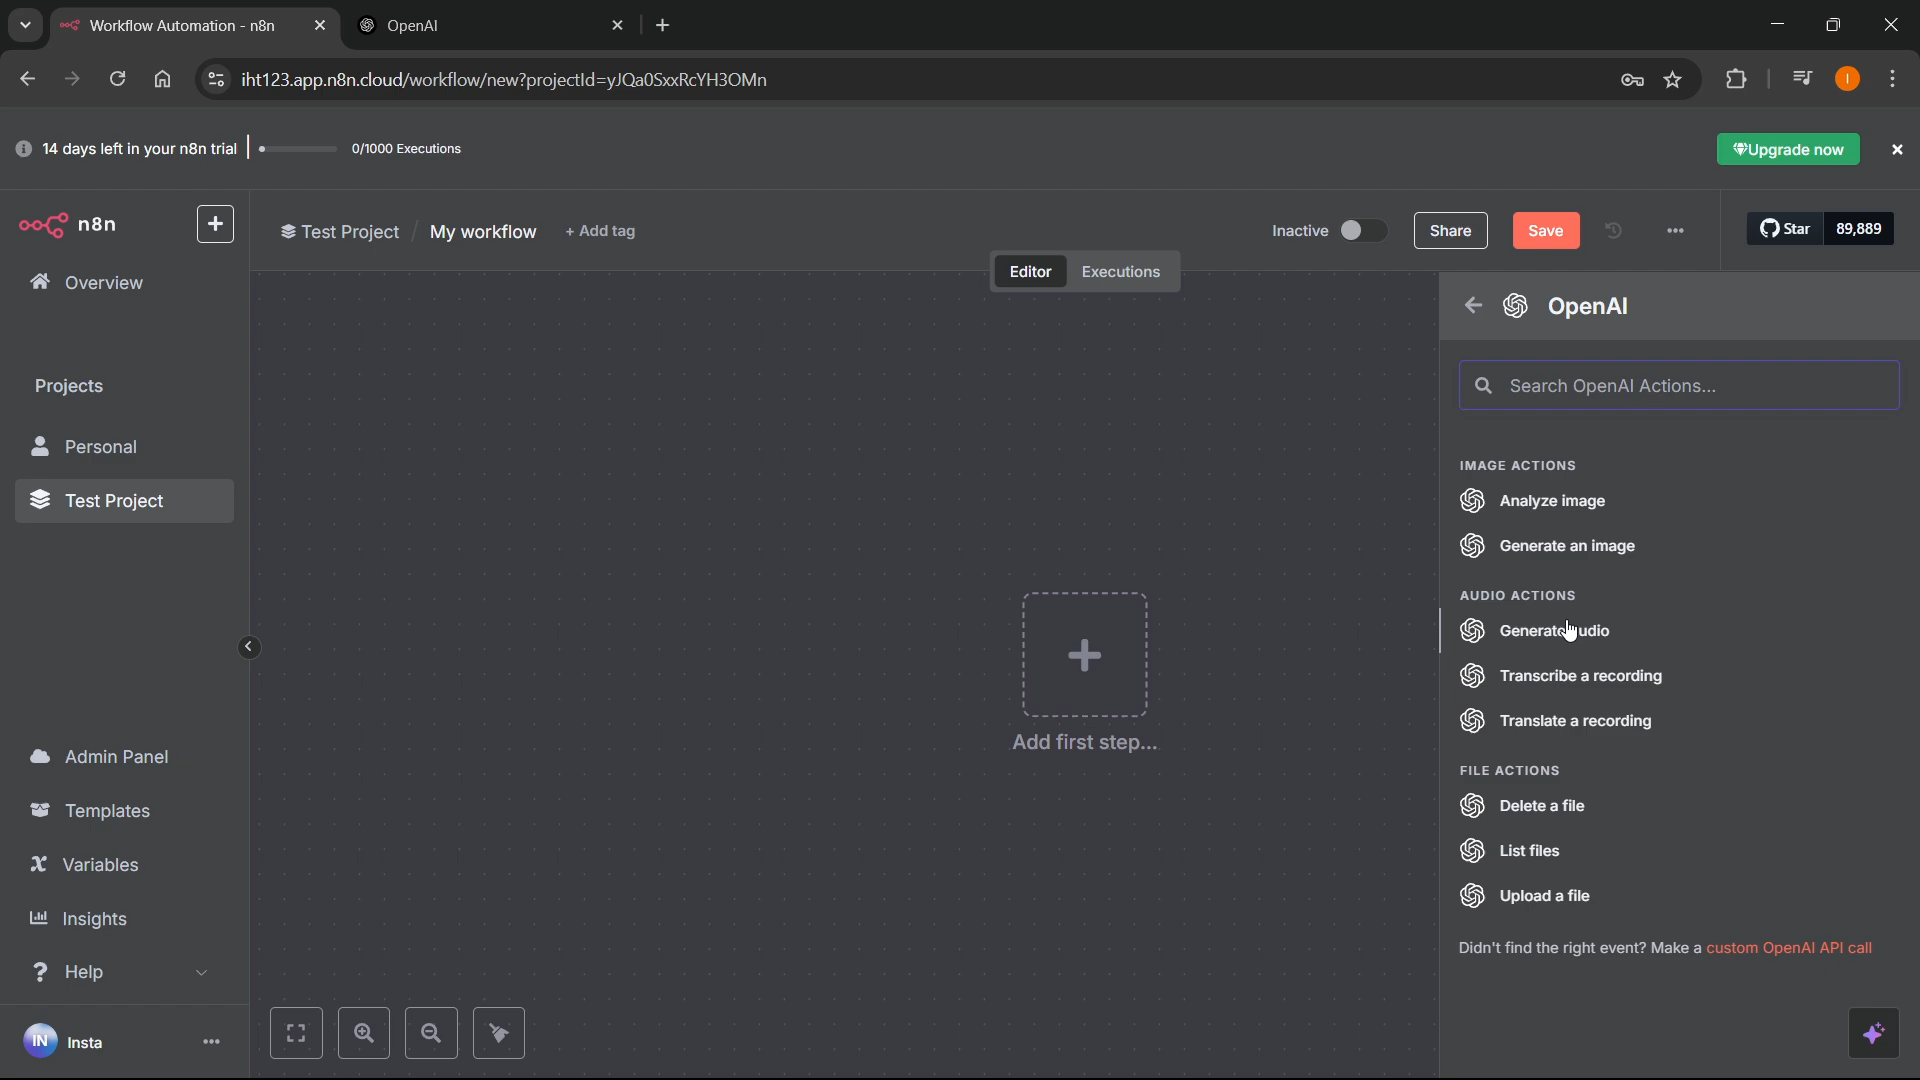 Workflow Automation - n8n
OpenAI
iht123.app.n8n.cloud/workflow/new?projectId=yJQa0SxxRcYH3OMn
I
14 days left in your n8n trial
0/1000 Executions
Upgrade now
n8n
Test Project / My workflow + Add tag
Inactive
Share
Save
Star 89,889
Editor Executions
Overview
Projects
Personal
Test Project
Admin Panel
Templates
Variables
Insights
Help
IN Insta
Add first step...
OpenAI
Search OpenAI Actions...
IMAGE ACTIONS
Analyze image
Generate an image
AUDIO ACTIONS
Generate udio
Transcribe a recording
Translate a recording
FILE ACTIONS
Delete a file
List files
Upload a file
Didn't find the right event? Make a custom OpenAI API call